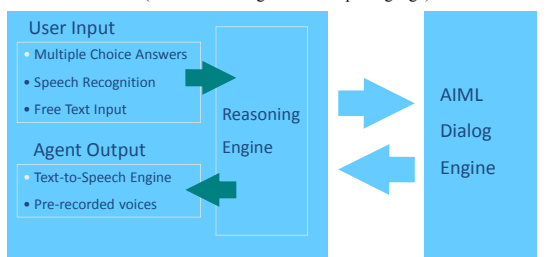 User Input
• Multiple Choice Answers
• Speech Recognition
• Free Text Input
Agent Output
• Text-to-Speech Engine
• Pre-recorded voices
Reasoning
Engine
AIML
Dialog
Engine